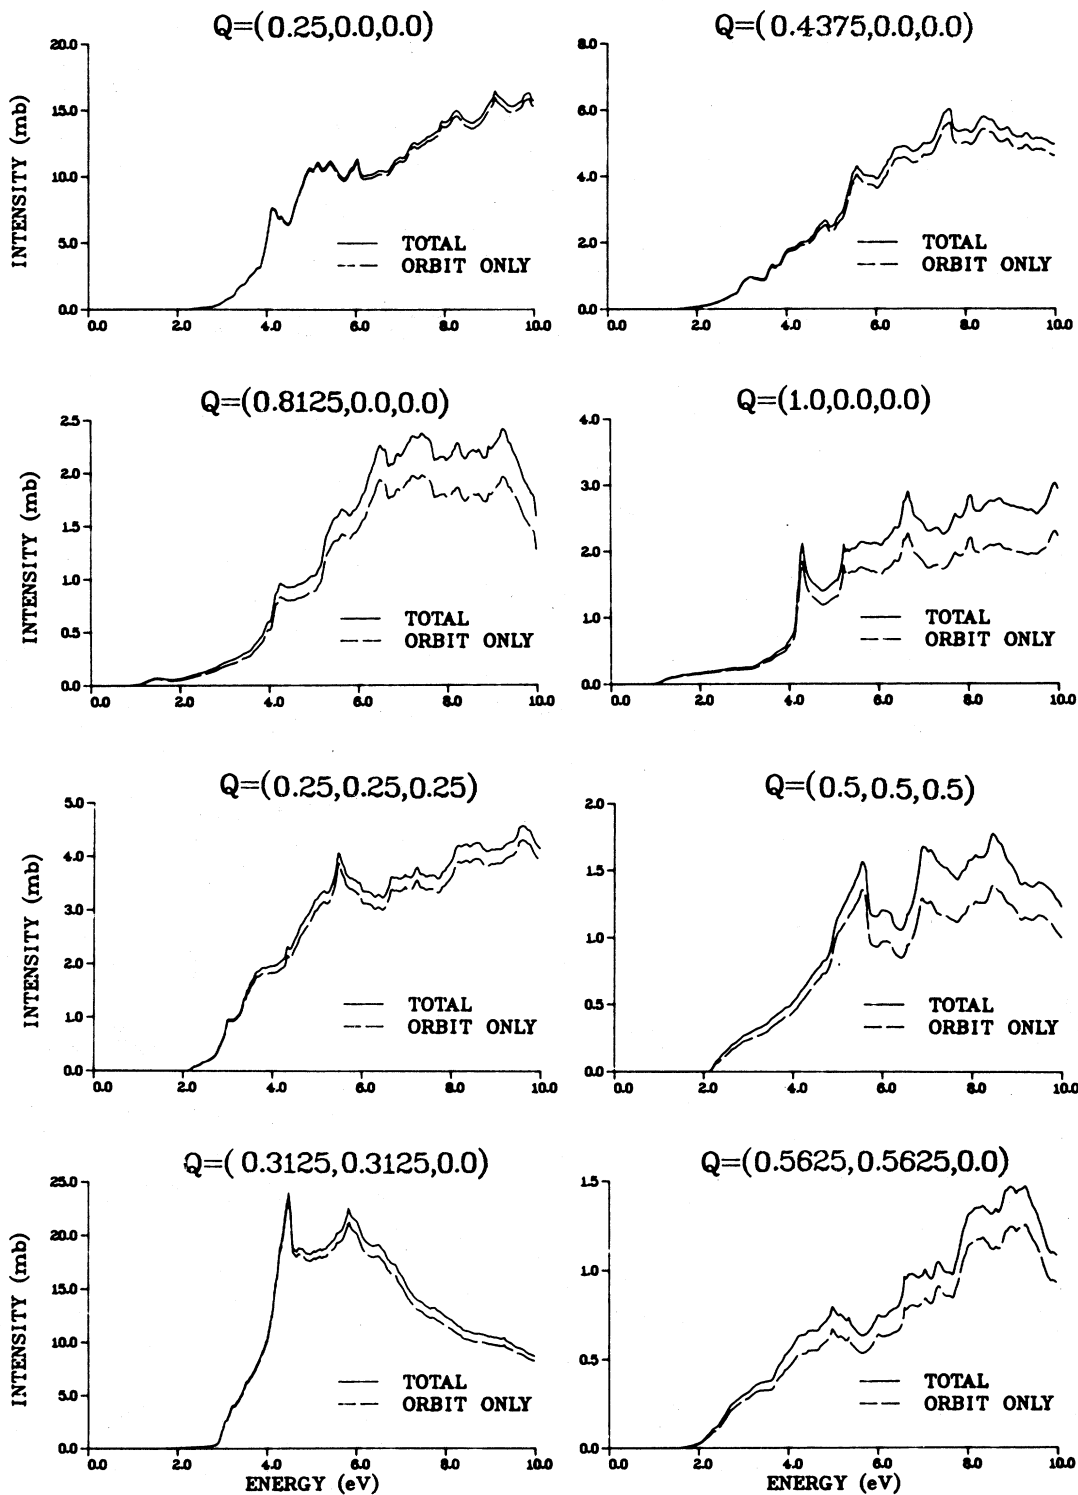 Q=(0.25,0.0,0.0)
INTENSITY (mb)
20.0
15.0
10.0
5.0
0.0
TOTAL
ORBIT ONLY
0.0 2.0 4.0 6.0 8.0 10.0
Q=(0.4375,0.0,0.0)
8.0
6.0
4.0
2.0
0.0
TOTAL
ORBIT ONLY
0.0 2.0 4.0 6.0 8.0 10.0
Q=(0.8125,0.0,0.0)
INTENSITY (mb)
2.5
2.0
1.5
1.0
0.5
0.0
TOTAL
ORBIT ONLY
0.0 2.0 4.0 6.0 8.0 10.0
Q=(1.0,0.0,0.0)
4.0
3.0
2.0
1.0
0.0
TOTAL
ORBIT ONLY
0.0 2.0 4.0 6.0 8.0 10.0
Q=(0.25,0.25,0.25)
INTENSITY (mb)
5.0
4.0
3.0
2.0
1.0
0.0
TOTAL
ORBIT ONLY
0.0 2.0 4.0 6.0 8.0 10.0
Q=(0.5,0.5,0.5)
2.0
1.5
1.0
0.5
0.0
TOTAL
ORBIT ONLY
0.0 2.0 4.0 6.0 8.0 10.0
Q=(0.3125,0.3125,0.0)
INTENSITY (mb)
25.0
20.0
15.0
10.0
5.0
0.0
TOTAL
ORBIT ONLY
0.0 2.0 4.0 6.0 8.0 10.0
ENERGY (eV)
Q=(0.5625,0.5625,0.0)
1.5
1.0
0.5
0.0
TOTAL
ORBIT ONLY
0.0 2.0 4.0 6.0 8.0 10.0
ENERGY (eV)